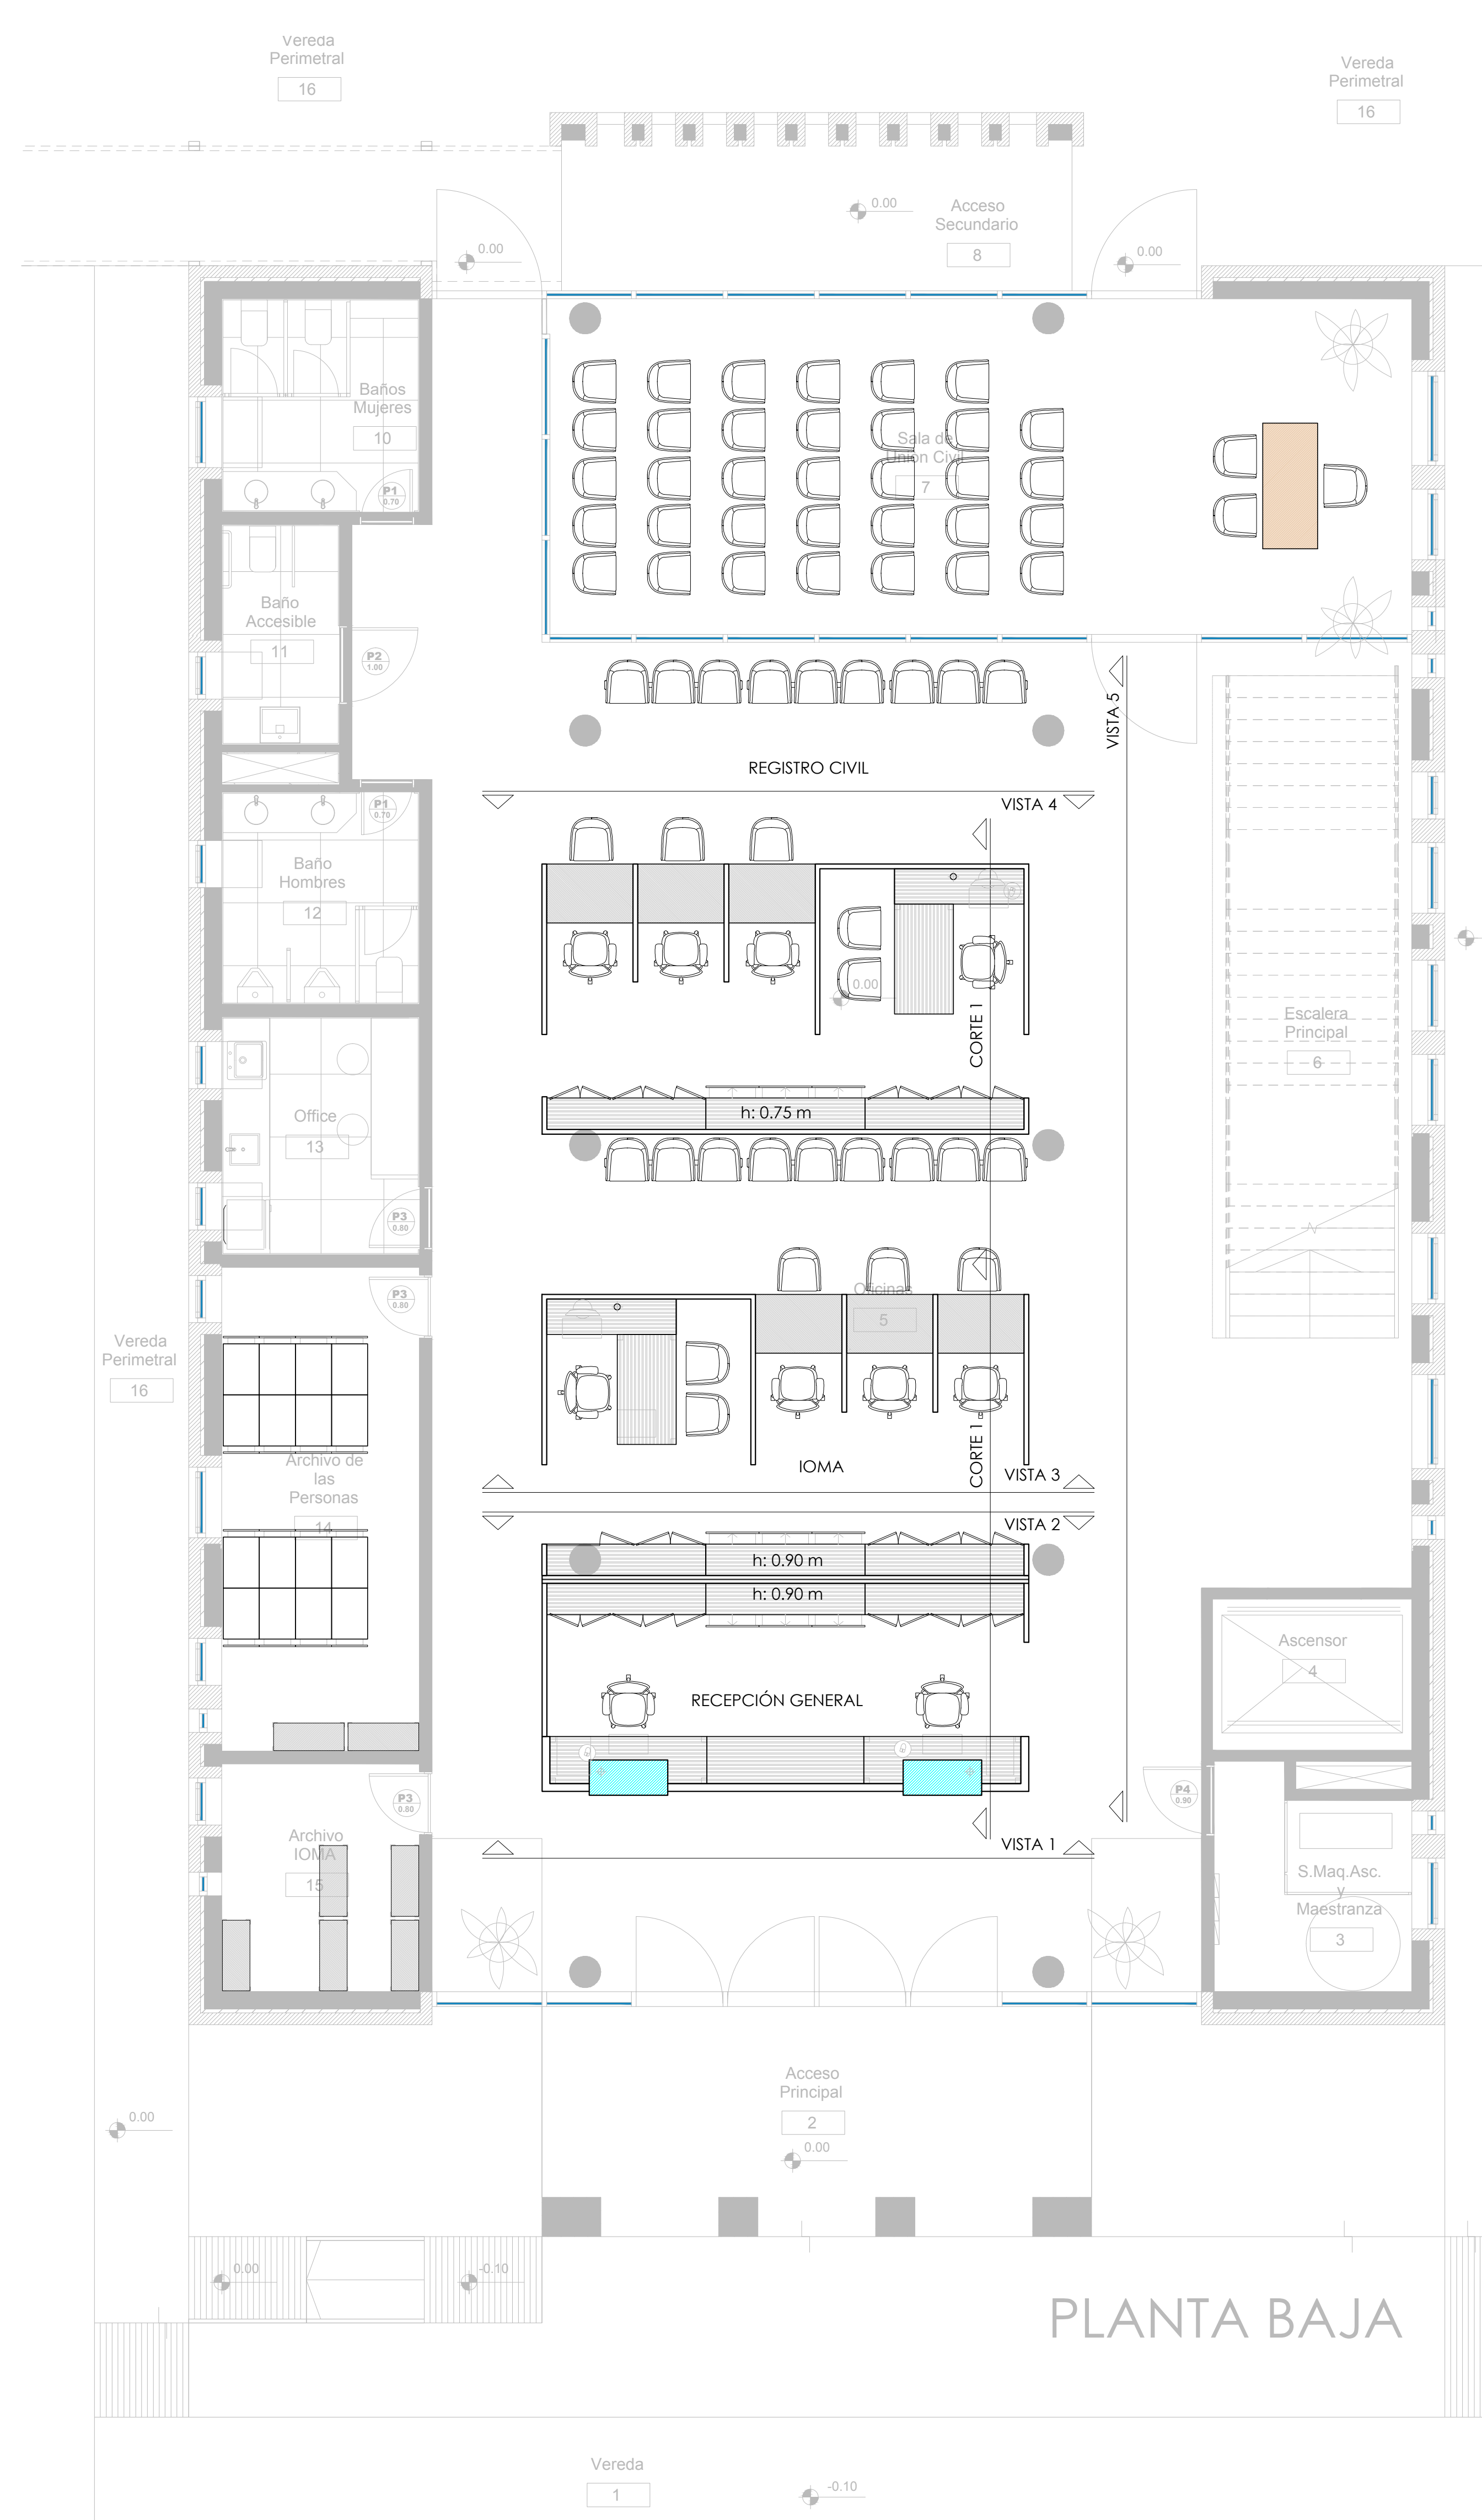 Vereda
Perimetral
16
Vereda
Perimetral
16
0.00
Acceso
Secundario
8
0.00
0.00
Baños
Mujeres
10
P1
0.70
Sala de
Unión Civil
7
Baño
Accesible
11
P2
1.00
VISTA 5
REGISTRO CIVIL
VISTA 4
P1
0.70
Baño
Hombres
12
0.00
CORTE 1
Escalera
Principal
6
h: 0.75 m
Office
13
P3
0.80
P3
0.80
Oficinas
5
Vereda
Perimetral
16
Archivo de
las
Personas
14
IOMA
CORTE 1
VISTA 3
VISTA 2
h: 0.90 m
h: 0.90 m
Ascensor
4
RECEPCIÓN GENERAL
P3
0.80
P4
0.90
Archivo
IOMA
15
VISTA 1
S.Maq.Asc.
y
Maestranza
3
Acceso
Principal
2
0.00
0.00
0.00
-0.10
PLANTA BAJA
Vereda
1
-0.10